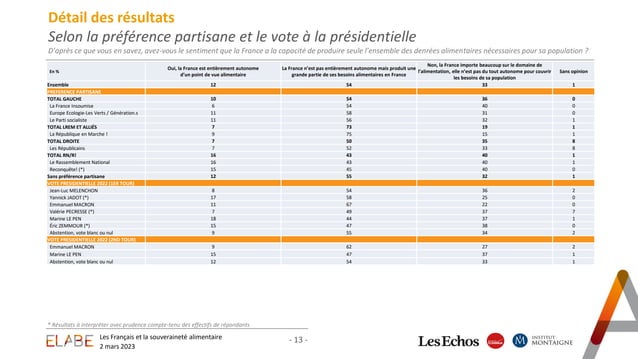 Détail des résultats
Selon la préférence partisane et le vote à la présidentielle
D'après ce que vous en savez, avez-vous le sentiment que la France a la capacité de produire seule l'ensemble des denrées alimentaires nécessaires pour sa population ?
En %
Oui, la France est entièrement autonome d'un point de vue alimentaire
La France n'est pas entièrement autonome mais produit une grande partie de ses besoins alimentaires en France
Non, la France importe beaucoup sur le domaine de l'alimentation, elle n'est pas du tout autonome pour couvrir les besoins de sa population
Sans opinion
Ensemble 12 54 33 1
PREFERENCE PARTISANE
TOTAL GAUCHE 10 54 36 0
La France Insoumise 6 54 40 0
Europe Ecologie-Les Verts / Génération.s 11 58 31 0
Le Parti socialiste 11 56 32 1
TOTAL LREM ET ALLIÉS 7 73 19 1
La République en Marche ! 9 75 15 1
TOTAL DROITE 7 50 35 8
Les Républicains 7 52 33 8
TOTAL RN/R! 16 43 40 1
Le Rassemblement National 16 43 40 1
Reconquête! (*) 15 45 40 0
Sans préférence partisane 12 55 32 1
VOTE PRESIDENTIELLE 2022 (1ER TOUR)
Jean-Luc MELENCHON 8 54 36 2
Yannick JADOT (*) 17 58 25 0
Emmanuel MACRON 11 67 22 0
Valérie PECRESSE (*) 7 49 37 7
Marine LE PEN 18 44 37 1
Éric ZEMMOUR (*) 15 47 38 0
Abstention, vote blanc ou nul 9 55 34 2
VOTE PRESIDENTIELLE 2022 (2ND TOUR)
Emmanuel MACRON 9 62 27 2
Marine LE PEN 15 47 37 1
Abstention, vote blanc ou nul 12 54 33 1
* Résultats à interpréter avec prudence compte-tenu des effectifs de répondants
ELABE
Les Français et la souveraineté alimentaire
2 mars 2023
- 13 -
Les Echos
INSTITUT
MONTAIGNE